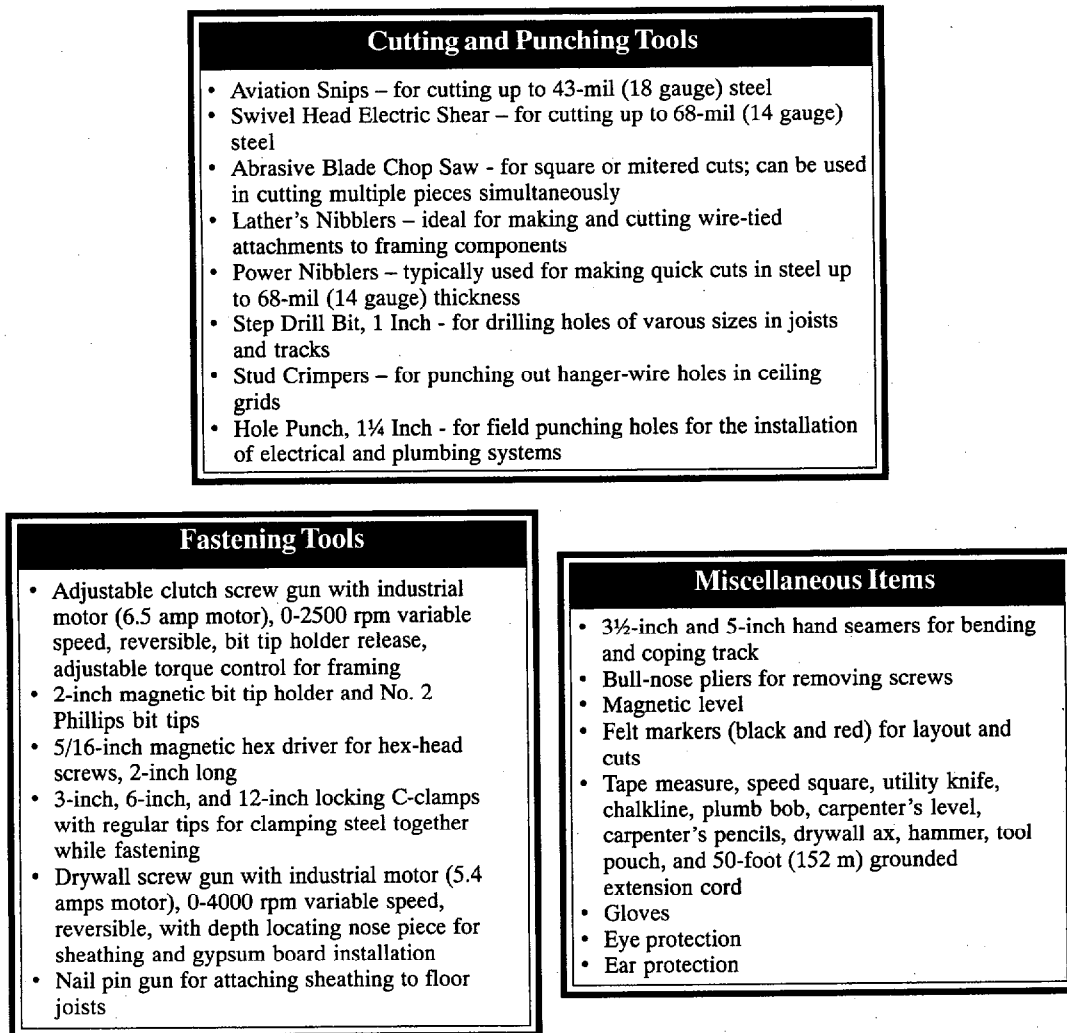 Cutting and Punching Tools
• Aviation Snips – for cutting up to 43-mil (18 gauge) steel
• Swivel Head Electric Shear – for cutting up to 68-mil (14 gauge)
steel
• Abrasive Blade Chop Saw - for square or mitered cuts; can be used
in cutting multiple pieces simultaneously
• Lather's Nibblers – ideal for making and cutting wire-tied
attachments to framing components
• Power Nibblers – typically used for making quick cuts in steel up
to 68-mil (14 gauge) thickness
• Step Drill Bit, 1 Inch - for drilling holes of varous sizes in joists
and tracks
• Stud Crimpers – for punching out hanger-wire holes in ceiling
grids
• Hole Punch, 1¼ Inch - for field punching holes for the installation
of electrical and plumbing systems
Fastening Tools
• Adjustable clutch screw gun with industrial
motor (6.5 amp motor), 0-2500 rpm variable
speed, reversible, bit tip holder release,
adjustable torque control for framing
• 2-inch magnetic bit tip holder and No. 2
Phillips bit tips
• 5/16-inch magnetic hex driver for hex-head
screws, 2-inch long
• 3-inch, 6-inch, and 12-inch locking C-clamps
with regular tips for clamping steel together
while fastening
• Drywall screw gun with industrial motor (5.4
amps motor), 0-4000 rpm variable speed,
reversible, with depth locating nose piece for
sheathing and gypsum board installation
• Nail pin gun for attaching sheathing to floor
joists
Miscellaneous Items
• 3½-inch and 5-inch hand seamers for bending
and coping track
• Bull-nose pliers for removing screws
• Magnetic level
• Felt markers (black and red) for layout and
cuts
• Tape measure, speed square, utility knife,
chalkline, plumb bob, carpenter's level,
carpenter's pencils, drywall ax, hammer, tool
pouch, and 50-foot (152 m) grounded
extension cord
• Gloves
• Eye protection
• Ear protection